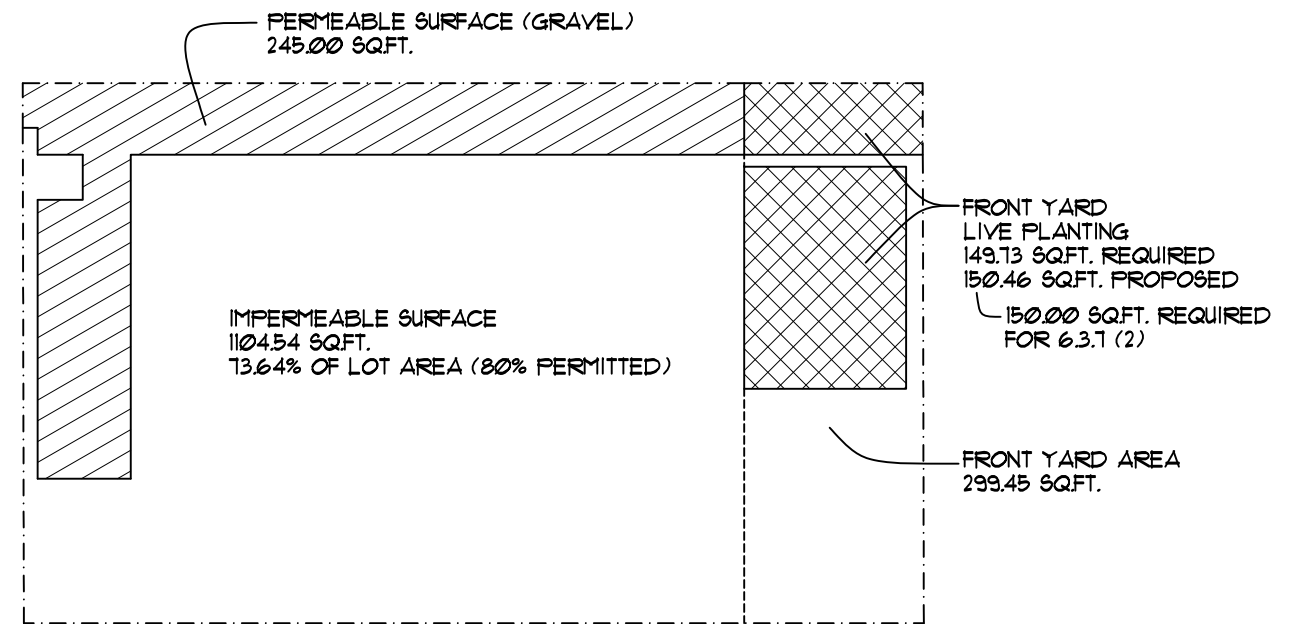 PERMEABLE SURFACE (GRAVEL)
245.00 SQ.FT.
FRONT YARD
LIVE PLANTING
149.73 SQ.FT. REQUIRED
150.46 SQ.FT. PROPOSED
150.00 SQ.FT. REQUIRED
FOR 6.3.7 (2)
IMPERMEABLE SURFACE
1104.54 SQ.FT.
73.64% OF LOT AREA (80% PERMITTED)
FRONT YARD AREA
299.45 SQ.FT.